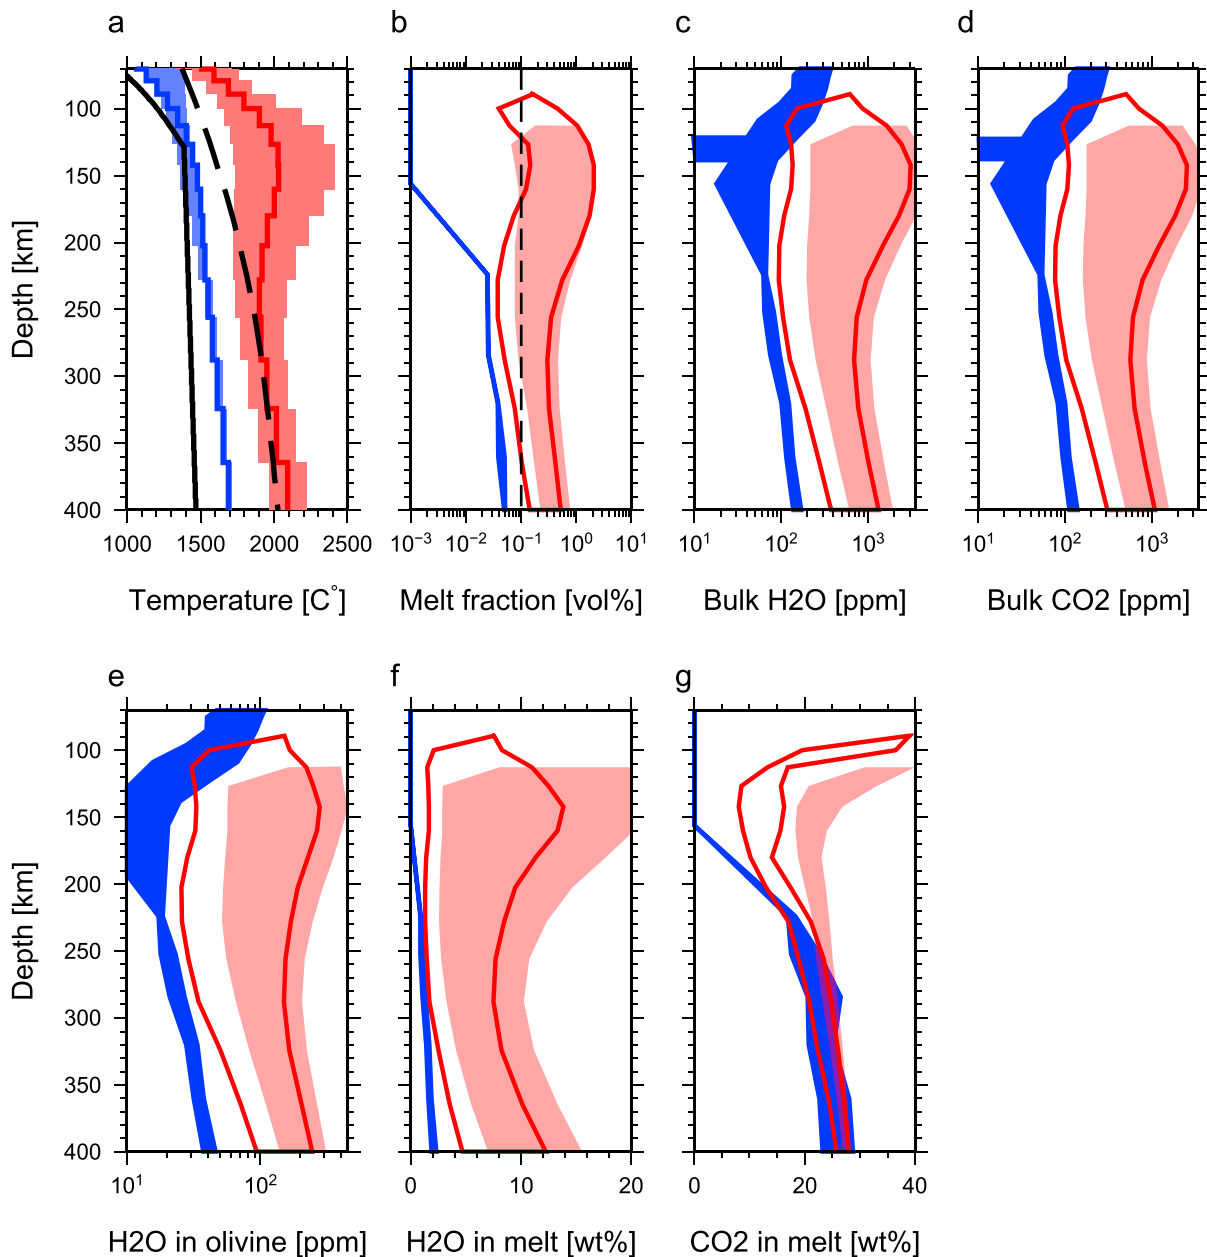 a b c d
100
150
200
250
300
350
400
Depth [km]
1000 1500 2000 2500
Temperature [C°]
10⁻³ 10⁻² 10⁻¹ 10⁰ 10¹
Melt fraction [vol%]
10¹ 10² 10³
Bulk H2O [ppm]
10¹ 10² 10³
Bulk CO2 [ppm]
e f g
100
150
200
250
300
350
400
Depth [km]
10¹ 10²
H2O in olivine [ppm]
0 10 20
H2O in melt [wt%]
0 20 40
CO2 in melt [wt%]